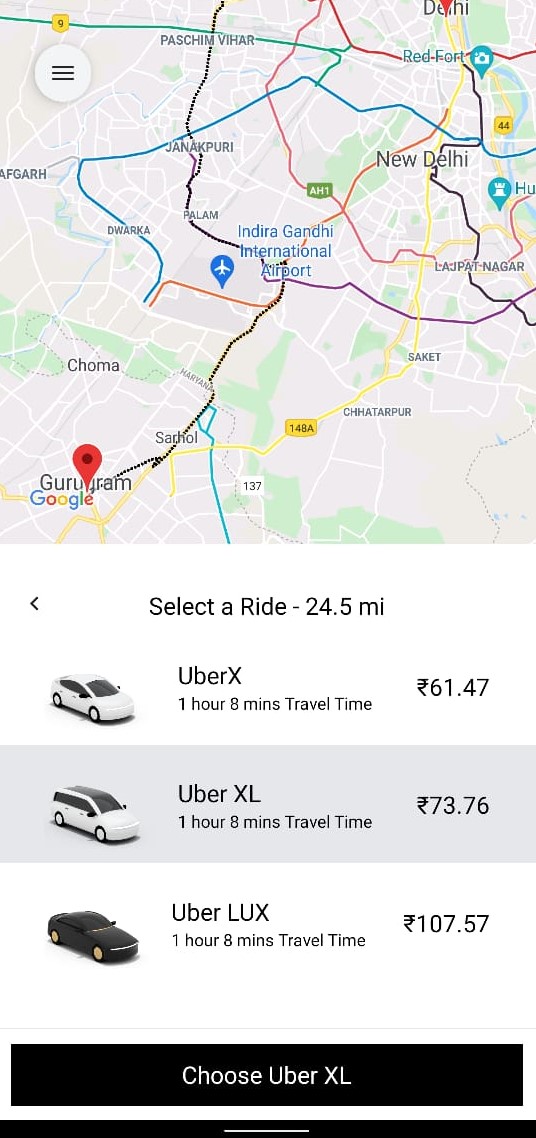 Delhi
9
PASCHIM VIHAR
Red Fort
44
JANAKPURI
New Delhi
AFGARH
AH1
Hu
PALAM
DWARKA
Indira Gandhi
International
Airport
LAJPAT NAGAR
SAKET
Choma
HARYANA
CHHATARPUR
148A
Sarhol
Gurugram
137
Google
Select a Ride - 24.5 mi
UberX
₹61.47
1 hour 8 mins Travel Time
Uber XL
₹73.76
1 hour 8 mins Travel Time
Uber LUX
₹107.57
1 hour 8 mins Travel Time
Choose Uber XL